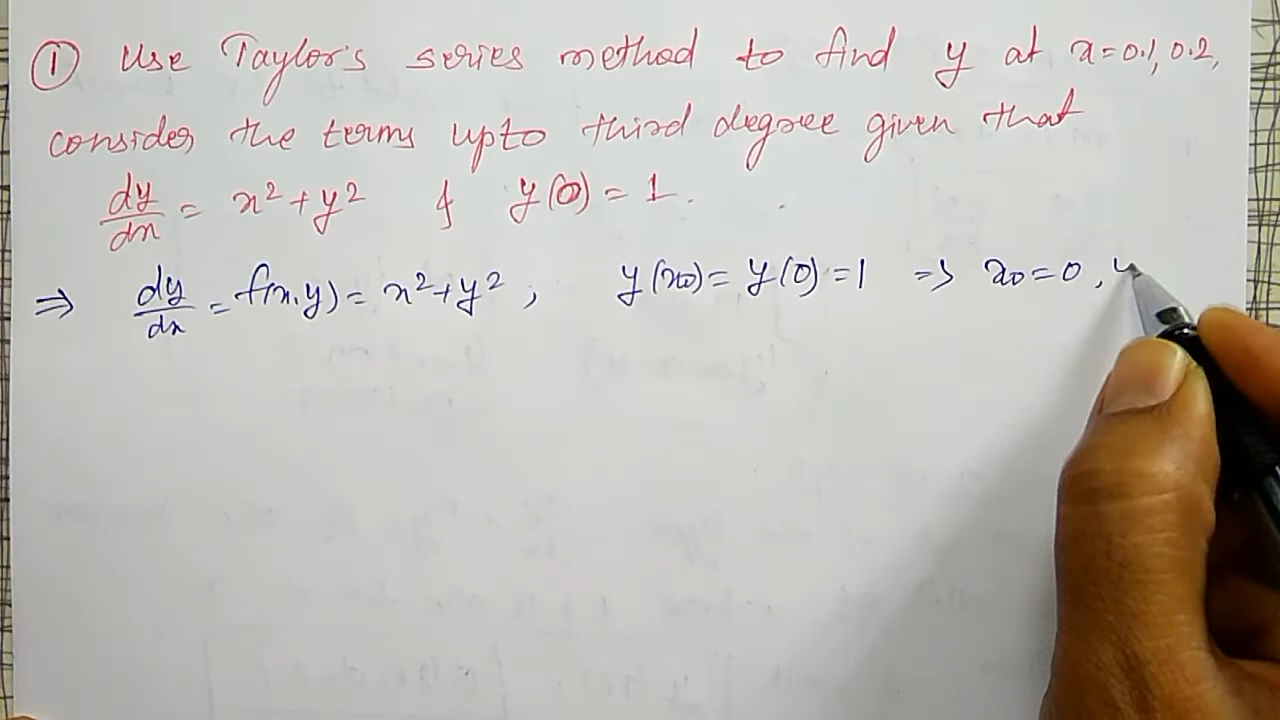 ① Use Taylor's series method to find y at x=0.1, 0.2,
consider the terms upto third degree given that
dy/dx = x² + y² & y(0) = 1.
⇒ dy/dx = f(x,y) = x² + y² , y(x0) = y(0) = 1 ⇒ x0 = 0 , y